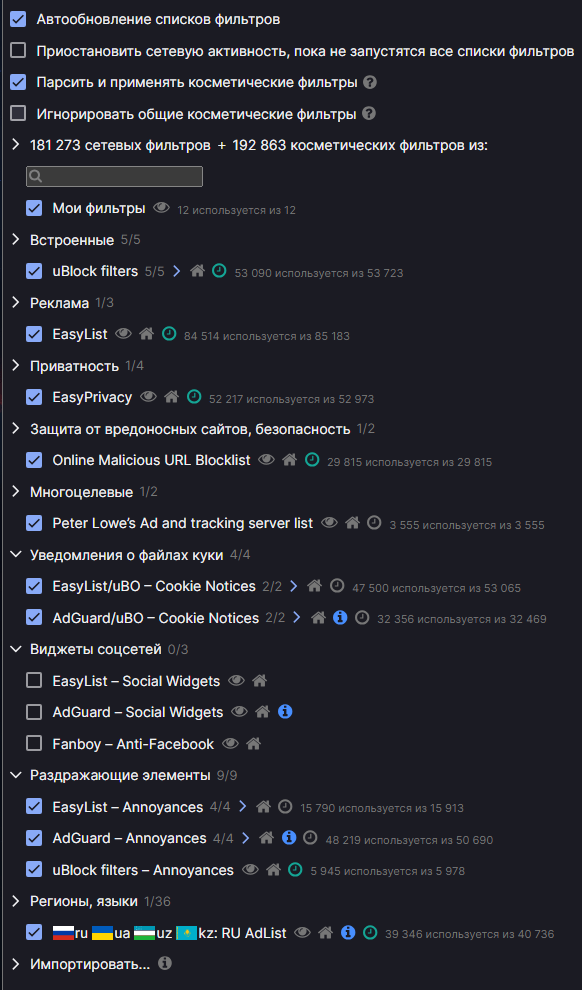 Автообновление списков фильтров
Приостановить сетевую активность, пока не запустятся все списки фильтров
Парсить и применять косметические фильтры
Игнорировать общие косметические фильтры
181 273 сетевых фильтров + 192 863 косметических фильтров из:
Мои фильтры 12 используется из 12
Встроенные 5/5
uBlock filters 5/5 53 090 используется из 53 723
Реклама 1/3
EasyList 84 514 используется из 85 183
Приватность 1/4
EasyPrivacy 52 217 используется из 52 973
Защита от вредоносных сайтов, безопасность 1/2
Online Malicious URL Blocklist 29 815 используется из 29 815
Многоцелевые 1/2
Peter Lowe's Ad and tracking server list 3 555 используется из 3 555
Уведомления о файлах куки 4/4
EasyList/uBO – Cookie Notices 2/2 47 500 используется из 53 065
AdGuard/uBO – Cookie Notices 2/2 32 356 используется из 32 469
Виджеты соцсетей 0/3
EasyList – Social Widgets
AdGuard – Social Widgets
Fanboy – Anti-Facebook
Раздражающие элементы 9/9
EasyList – Annoyances 4/4 15 790 используется из 15 913
AdGuard – Annoyances 4/4 48 219 используется из 50 690
uBlock filters – Annoyances 5 945 используется из 5 978
Регионы, языки 1/36
ru ua uz kz: RU AdList 39 346 используется из 40 736
Импортировать...